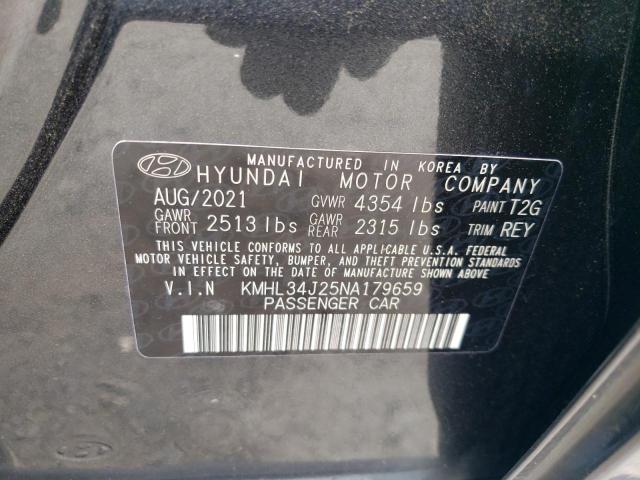 MANUFACTURED IN KOREA BY
HYUNDAI MOTOR COMPANY
AUG/2021 GVWR 4354 lbs PAINT T2G
GAWR FRONT 2513 lbs GAWR REAR 2315 lbs TRIM REY
THIS VEHICLE CONFORMS TO ALL APPLICABLE U.S.A. FEDERAL
MOTOR VEHICLE SAFETY, BUMPER, AND THEFT PREVENTION STANDARDS
IN EFFECT ON THE DATE OF MANUFACTURE SHOWN ABOVE.
V.I.N KMHL34J25NA179659
PASSENGER CAR